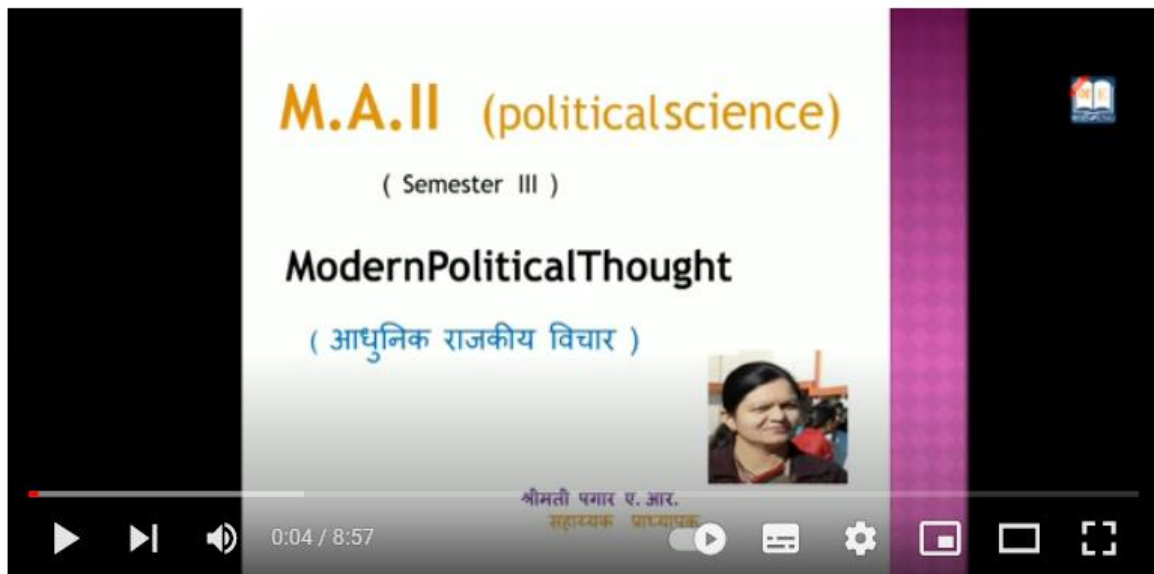 M.A.II (politicalscience)
( Semester III )
ModernPoliticalThought
( आधुनिक राजकीय विचार )
श्रीमती पगार ए. आर.
सहाय्यक प्राध्यापक
0:04 / 8:57